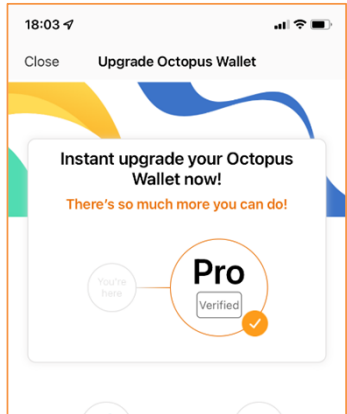 18:03
Close Upgrade Octopus Wallet
Instant upgrade your Octopus
Wallet now!
There's so much more you can do!
You're
here
Pro
Verified